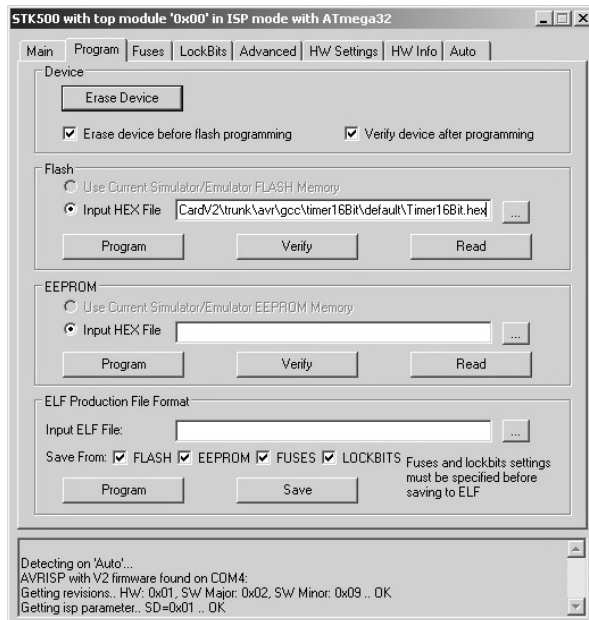 STK500 with top module '0x00' in ISP mode with ATmega32
Main Program Fuses LockBits Advanced HW Settings HW Info Auto
Device
Erase Device
Erase device before flash programming Verify device after programming
Flash
Use Current Simulator/Emulator FLASH Memory
Input HEX File CardV2\trunk\avr\gcc\timer16Bit\default\Timer16Bit.hex ...
Program Verify Read
EEPROM
Use Current Simulator/Emulator EEPROM Memory
Input HEX File ...
Program Verify Read
ELF Production File Format
Input ELF File: ...
Save From: FLASH EEPROM FUSES LOCKBITS Fuses and lockbits settings
must be specified before
Program Save saving to ELF
Detecting on 'Auto'...
AVRISP with V2 firmware found on COM4:
Getting revisions.. HW: 0x01, SW Major: 0x02, SW Minor: 0x09 .. OK
Getting isp parameter.. SD=0x01 .. OK